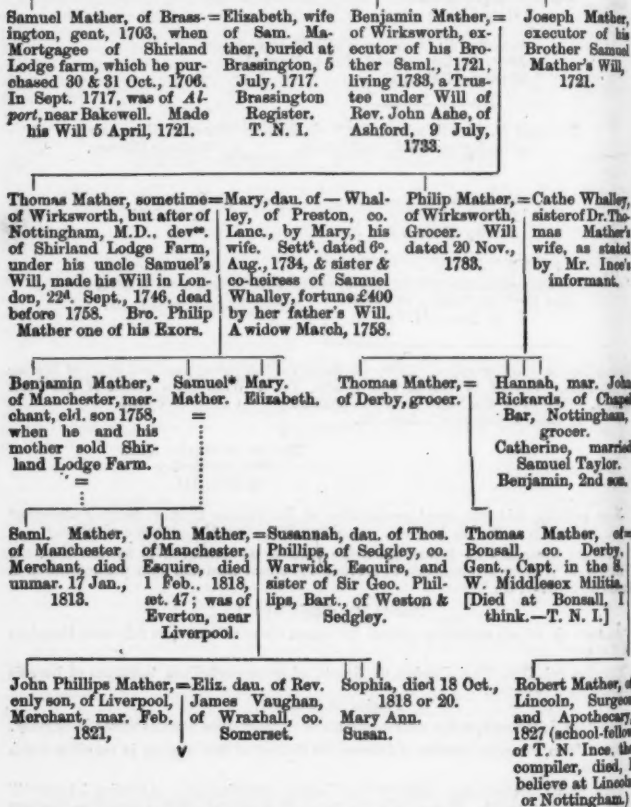 Samuel Mather, of Brass-
ington, gent, 1703, when
Mortgagee of Shirland
Lodge farm, which he pur-
chased 30 & 31 Oct., 1706.
In Sept. 1717, was of Al-
port, near Bakewell. Made
his Will 5 April, 1721.
= Elisabeth, wife
of Sam. Ma-
ther, buried at
Brassington, 5
July, 1717.
Brassington
Register.
T. N. I.
Benjamin Mather,=
of Wirksworth, ex-
ecutor of his Bro-
ther Saml., 1721,
living 1733, a Trus-
tee under Will of
Rev. John Ashe, of
Ashford, 9 July,
1733.
Joseph Mather,
executor of his
Brother Samuel
Mather's Will,
1721.
Thomas Mather, sometime
of Wirksworth, but after of
Nottingham, M.D., devee.
of Shirland Lodge Farm,
under his uncle Samuel's
Will, made his Will in Lon-
don, 22d. Sept., 1746, dead
before 1758. Bro. Philip
Mather one of his Exors.
=Mary, dau. of — Whal-
ley, of Preston, co.
Lanc., by Mary, his
wife. Settt. dated 6o.
Aug., 1734, & sister &
co-heiress of Samuel
Whalley, fortune £400
by her father's Will.
A widow March, 1758.
Philip Mather,
of Wirksworth,
Grocer. Will
dated 20 Nov.,
1783.
= Cathe Whalley,
sister of Dr. Tho-
mas Mather's
wife, as stated
by Mr. Ince's
informant.
Benjamin Mather,*
of Manchester, mer-
chant, eld. son 1758,
when he and his
mother sold Shir-
land Lodge Farm.
=
Samuel*
Mather.
=
Mary.
Elizabeth.
Thomas Mather,=
of Derby, grocer.
Hannah, mar. John
Rickards, of Chapel
Bar, Nottingham,
grocer.
Catherine, married
Samuel Taylor.
Benjamin, 2nd son.
Saml. Mather,
of Manchester,
Merchant, died
unmar. 17 Jan.,
1813.
John Mather,
of Manchester,
Esquire, died
1 Feb., 1818,
æt. 47; was of
Everton, near
Liverpool.
=Susannah, dau. of Thos.
Phillips, of Sedgley, co.
Warwick, Esquire, and
sister of Sir Geo. Phil-
lips, Bart., of Weston &
Sedgley.
Thomas Mather, of=
Bonsall, co. Derby,
Gent., Capt. in the S.
W. Middlesex Militia.
[Died at Bonsall, I
think.—T. N. I.]
John Phillips Mather,
only son, of Liverpool,
Merchant, mar. Feb.
1821,
=Eliz. dau. of Rev.
James Vaughan,
of Wraxhall, co.
Somerset.
Sophia, died 18 Oct.,
1818 or 20.
Mary Ann.
Susan.
Robert Mather, of
Lincoln, Surgeon
and Apothecary,
1827 (school-fellow
of T. N. Ince, the
compiler, died, I
believe at Lincoln
or Nottingham.)